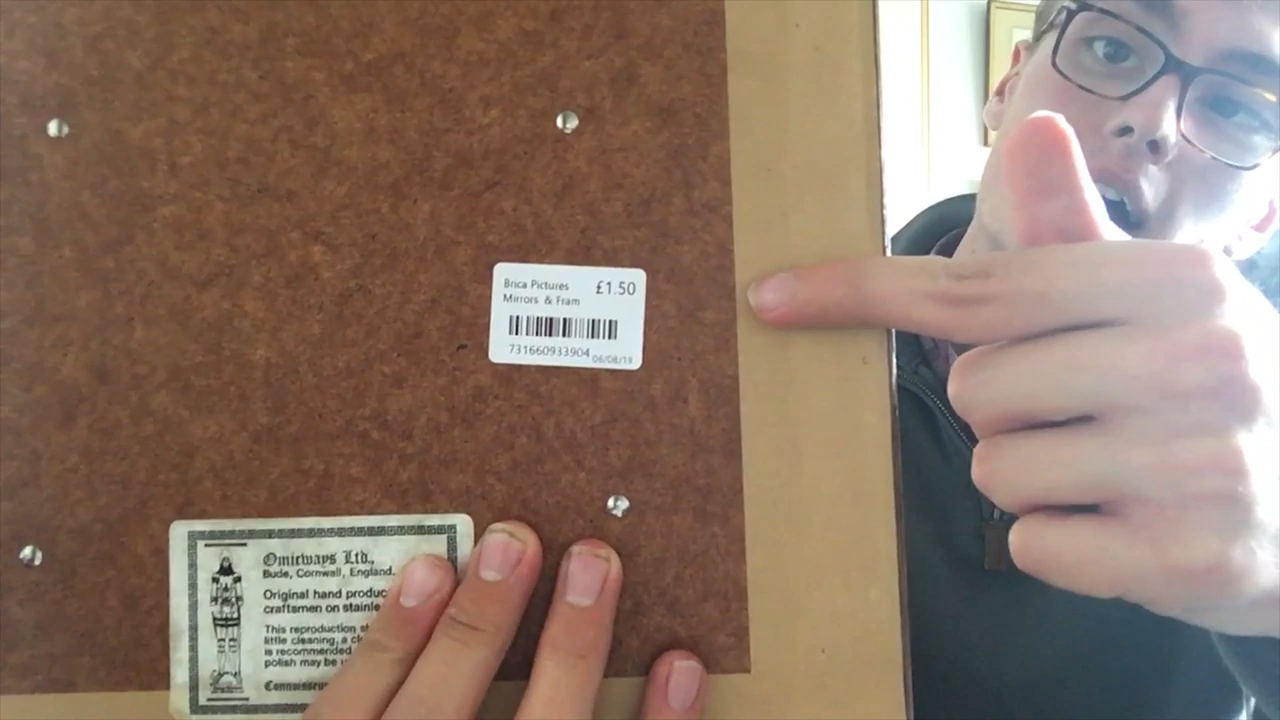 Brica Pictures £1.50
Mirrors & Fram
731660933904 06/08/19
Omicways Ltd.,
Bude, Cornwall, England.
Original hand produc
craftsmen on stainle
This reproduction
little cleaning, a
is recommended
polish may be
Connoisseur